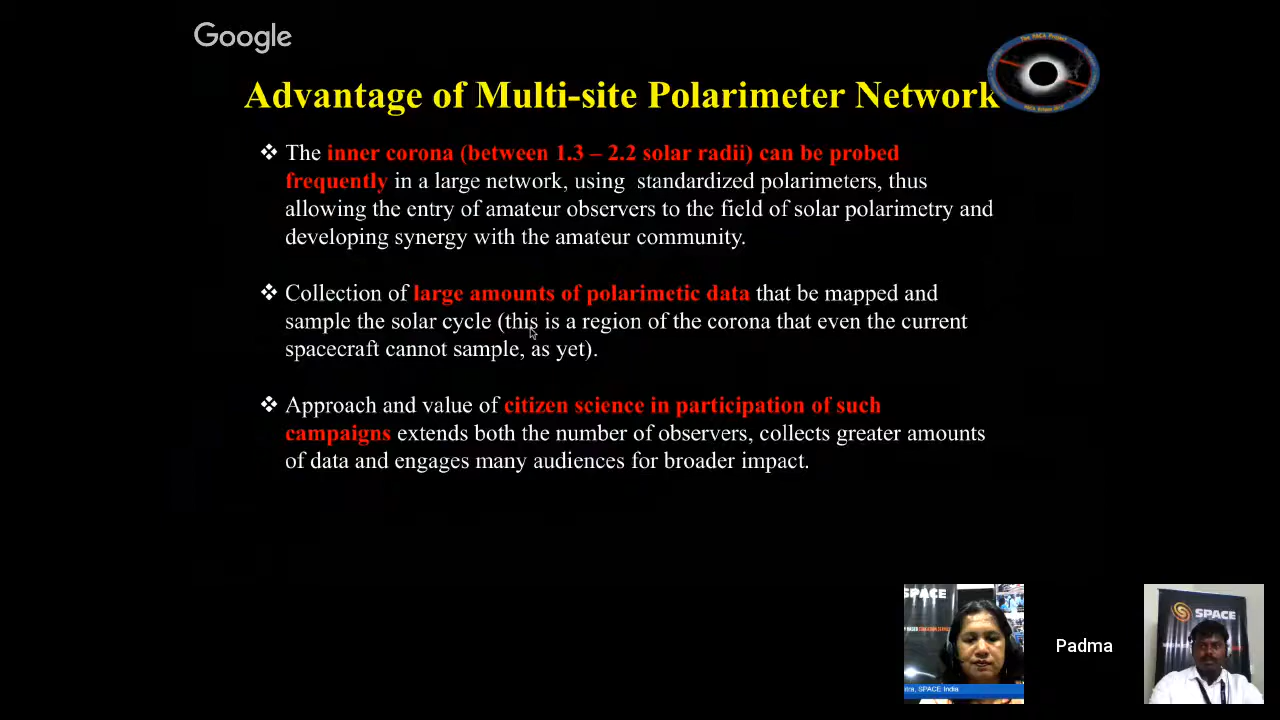 Google
Advantage of Multi-site Polarimeter Network
❖ The inner corona (between 1.3 – 2.2 solar radii) can be probed
frequently in a large network, using standardized polarimeters, thus
allowing the entry of amateur observers to the field of solar polarimetry and
developing synergy with the amateur community.
❖ Collection of large amounts of polarimetic data that be mapped and
sample the solar cycle (this is a region of the corona that even the current
spacecraft cannot sample, as yet).
❖ Approach and value of citizen science in participation of such
campaigns extends both the number of observers, collects greater amounts
of data and engages many audiences for broader impact.
SPACE
SPACE India
Padma
SPACE